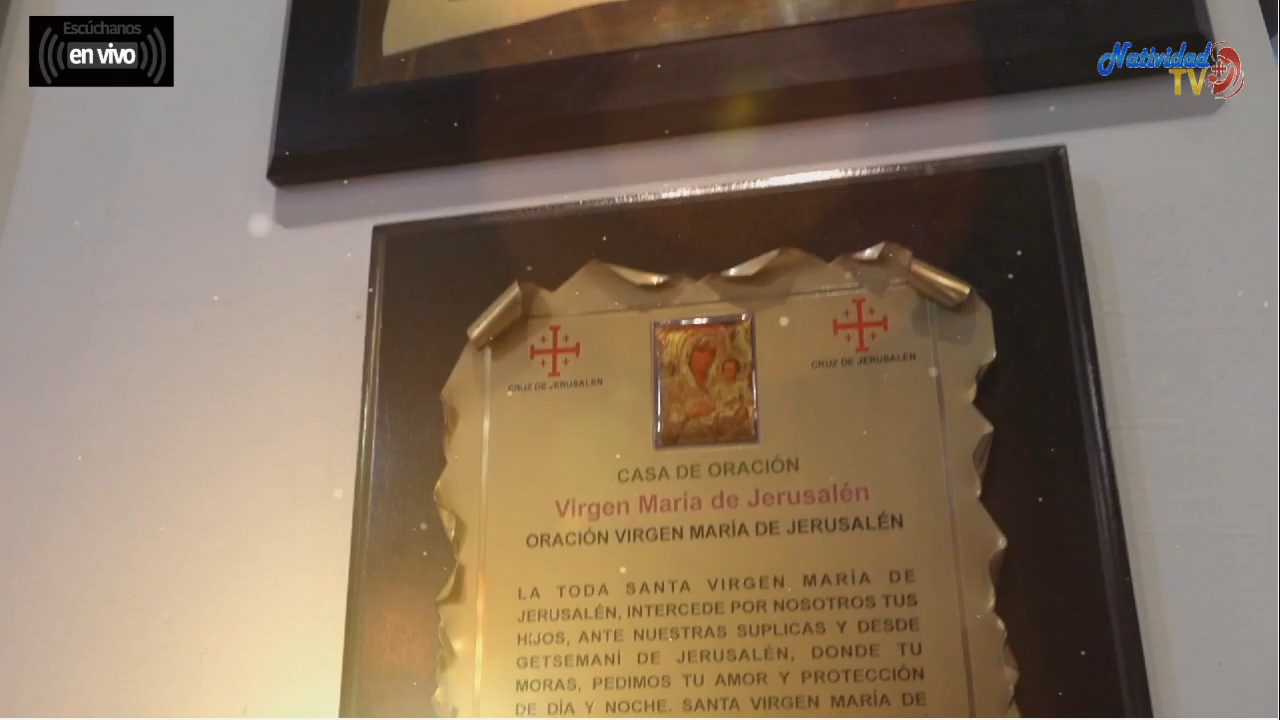 Escúchanos
en vivo
Natividad
TV
CRUZ DE JERUSALÉN
CRUZ DE JERUSALÉN
CASA DE ORACIÓN
Virgen María de Jerusalén
ORACIÓN VIRGEN MARÍA DE JERUSALÉN
LA TODA SANTA VIRGEN MARÍA DE
JERUSALÉN, INTERCEDE POR NOSOTROS TUS
HIJOS, ANTE NUESTRAS SUPLICAS Y DESDE
GETSEMANÍ DE JERUSALÉN, DONDE TU
MORAS, PEDIMOS TU AMOR Y PROTECCIÓN
DE DÍA Y NOCHE. SANTA VIRGEN MARÍA DE